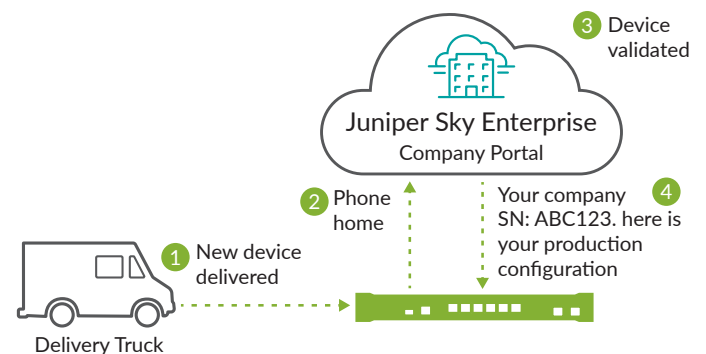 3 Device
validated
Juniper Sky Enterprise
Company Portal
2 Phone
home
Your company 4
SN: ABC123. here is
your production
configuration
1 New device
delivered
Delivery Truck